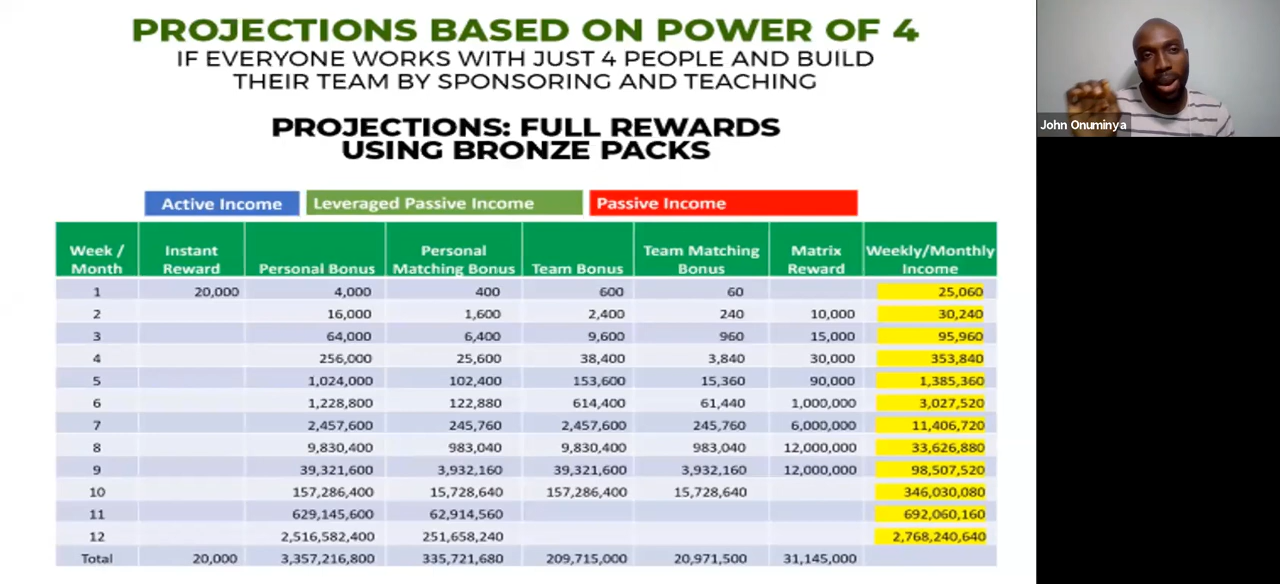 PROJECTIONS BASED ON POWER OF 4
IF EVERYONE WORKS WITH JUST 4 PEOPLE AND BUILD
THEIR TEAM BY SPONSORING AND TEACHING
PROJECTIONS: FULL REWARDS
USING BRONZE PACKS
John Onuminya
Active Income Leveraged Passive Income Passive Income
Week / Month Instant Reward Personal Bonus Personal Matching Bonus Team Bonus Team Matching Bonus Matrix Reward Weekly/Monthly Income
1 20,000 4,000 400 600 60 25,060
2 16,000 1,600 2,400 240 10,000 30,240
3 64,000 6,400 9,600 960 15,000 95,960
4 256,000 25,600 38,400 3,840 30,000 353,840
5 1,024,000 102,400 153,600 15,360 90,000 1,385,360
6 1,228,800 122,880 614,400 61,440 1,000,000 3,027,520
7 2,457,600 245,760 2,457,600 245,760 6,000,000 11,406,720
8 9,830,400 983,040 9,830,400 983,040 12,000,000 33,626,880
9 39,321,600 3,932,160 39,321,600 3,932,160 12,000,000 98,507,520
10 157,286,400 15,728,640 157,286,400 15,728,640 346,030,080
11 629,145,600 62,914,560 692,060,160
12 2,516,582,400 251,658,240 2,768,240,640
Total 20,000 3,357,216,800 335,721,680 209,715,000 20,971,500 31,145,000